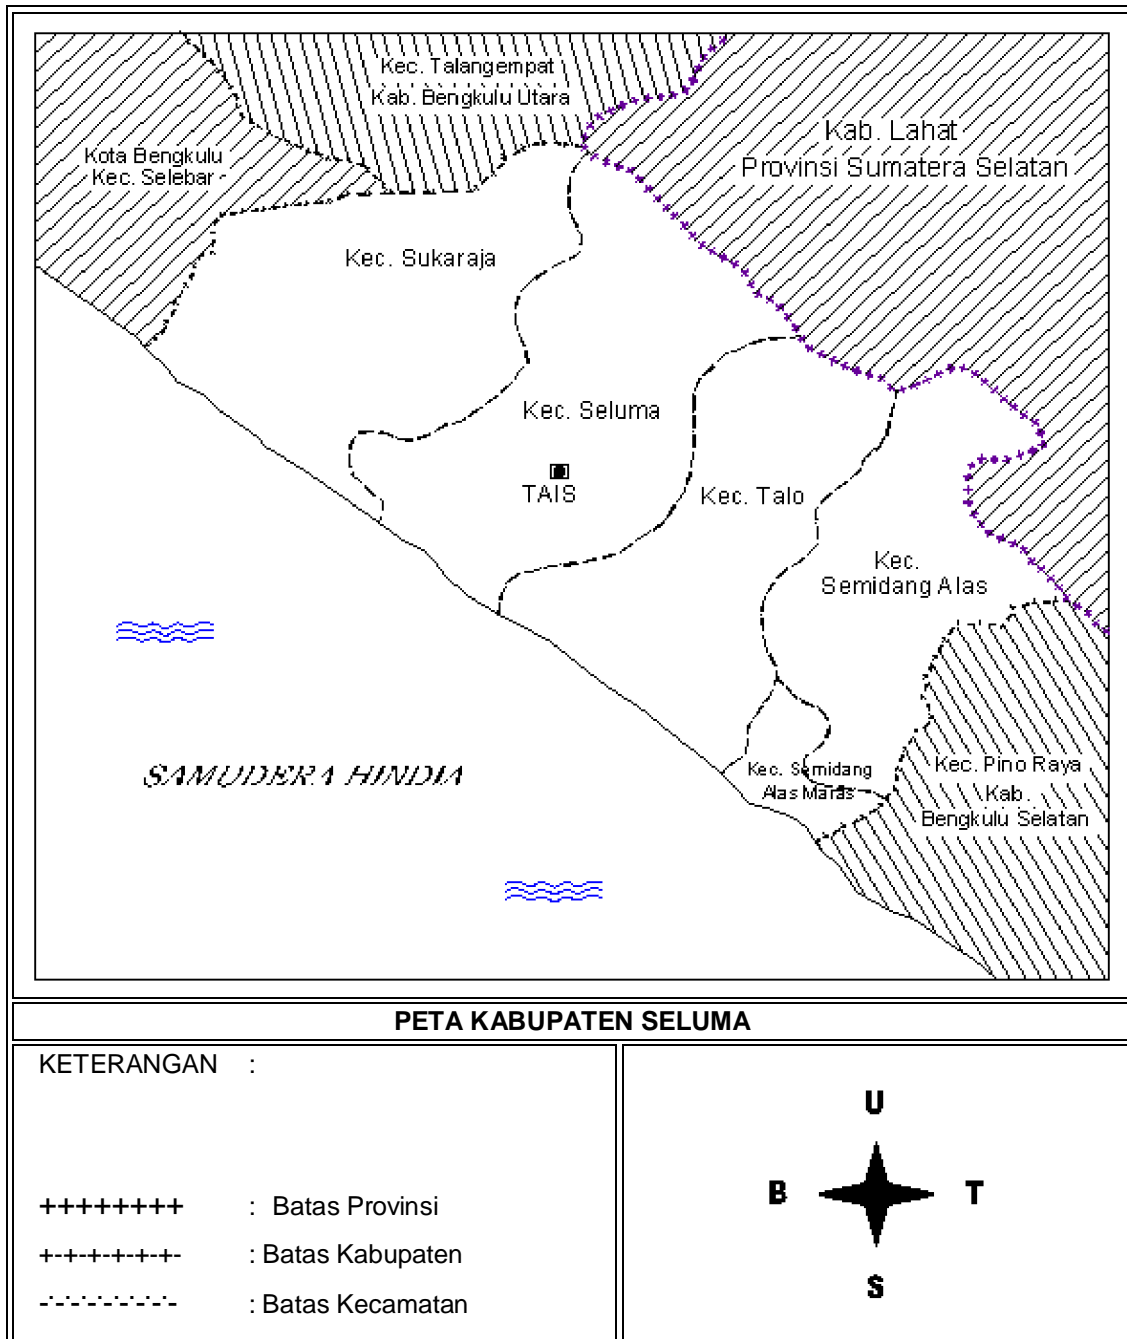 Kec. Talangempat
Kab. Bengkulu Utara
Kab. Lahat
Provinsi Sumatera Selatan
Kota Bengkulu
Kec. Selebar
Kec. Sukaraja
Kec. Seluma
TAIS
Kec. Talo
Kec.
Semidang Alas
SAMUDERA HINDIA
Kec. Semidang
Alas Maras
Kec. Pino Raya
Kab.
Bengkulu Selatan
PETA KABUPATEN SELUMA
KETERANGAN :
++++++++ : Batas Provinsi
+-+-+-+-+-+- : Batas Kabupaten
-·-·-·-·-·-·-·-·- : Batas Kecamatan
U
B T
S